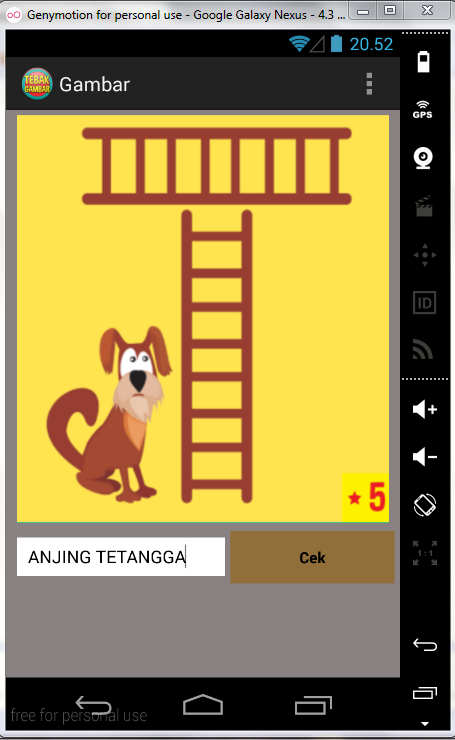 Genymotion for personal use - Google Galaxy Nexus - 4.3 ...
20.52
TEBAK
GAMBAR
Gambar
GPS
ID
5
ANJING TETANGGA
Cek
1:1
free for personal use